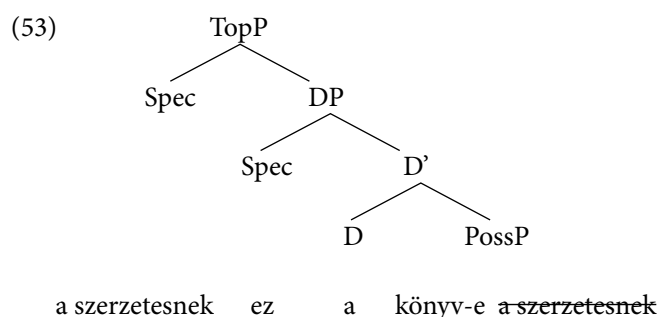 (53) TopP
Spec DP
Spec D’
D PossP
a szerzetesnek ez a könyv-e a szerzetesnek